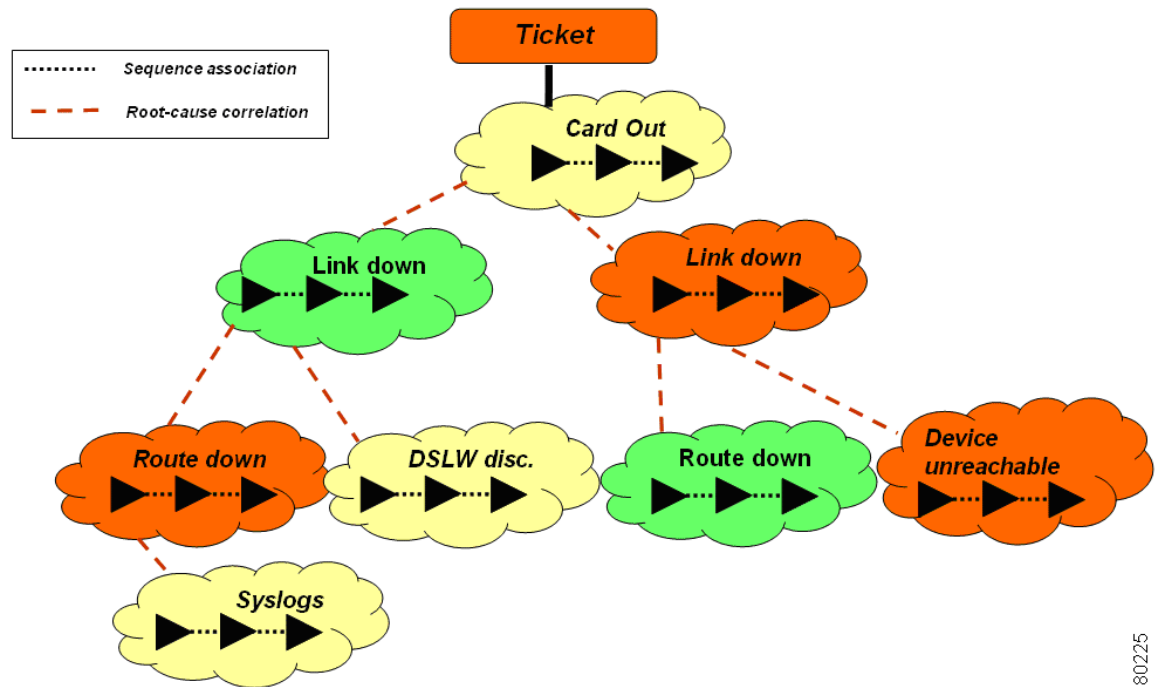 Ticket
Sequence association
Root-cause correlation
Card Out
Link down
Link down
Route down
DSLW disc.
Route down
Device
unreachable
Syslogs
80225